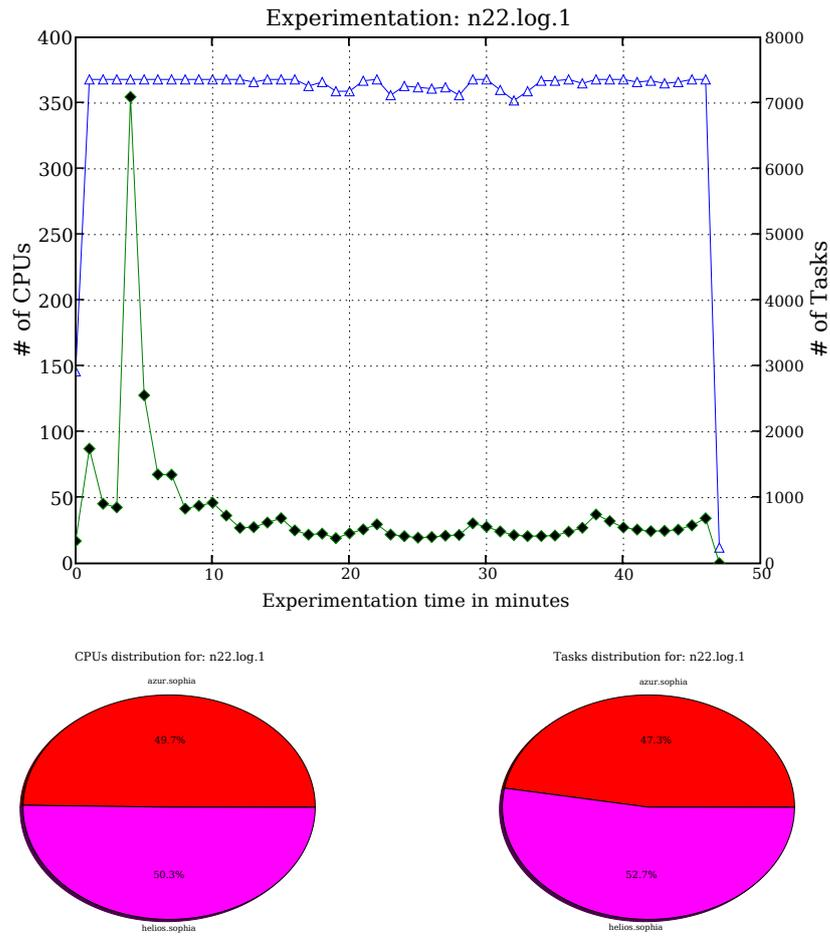 Experimentation: n22.log.1
400 8000
350 7000
300 6000
250 5000
200 4000
150 3000
100 2000
50 1000
0 0
# of CPUs
# of Tasks
0 10 20 30 40 50
Experimentation time in minutes
CPUs distribution for: n22.log.1
azur.sophia
49.7%
50.3%
helios.sophia
Tasks distribution for: n22.log.1
azur.sophia
47.3%
52.7%
helios.sophia